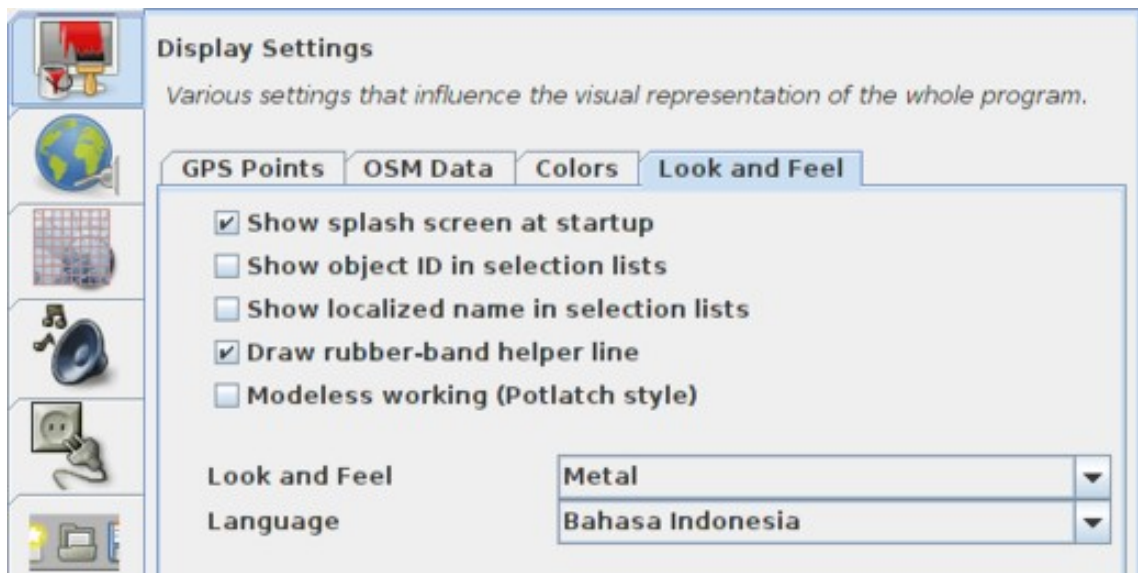 Display Settings
Various settings that influence the visual representation of the whole program.
GPS Points OSM Data Colors Look and Feel
Show splash screen at startup
Show object ID in selection lists
Show localized name in selection lists
Draw rubber-band helper line
Modeless working (Potlatch style)
Look and Feel Metal
Language Bahasa Indonesia